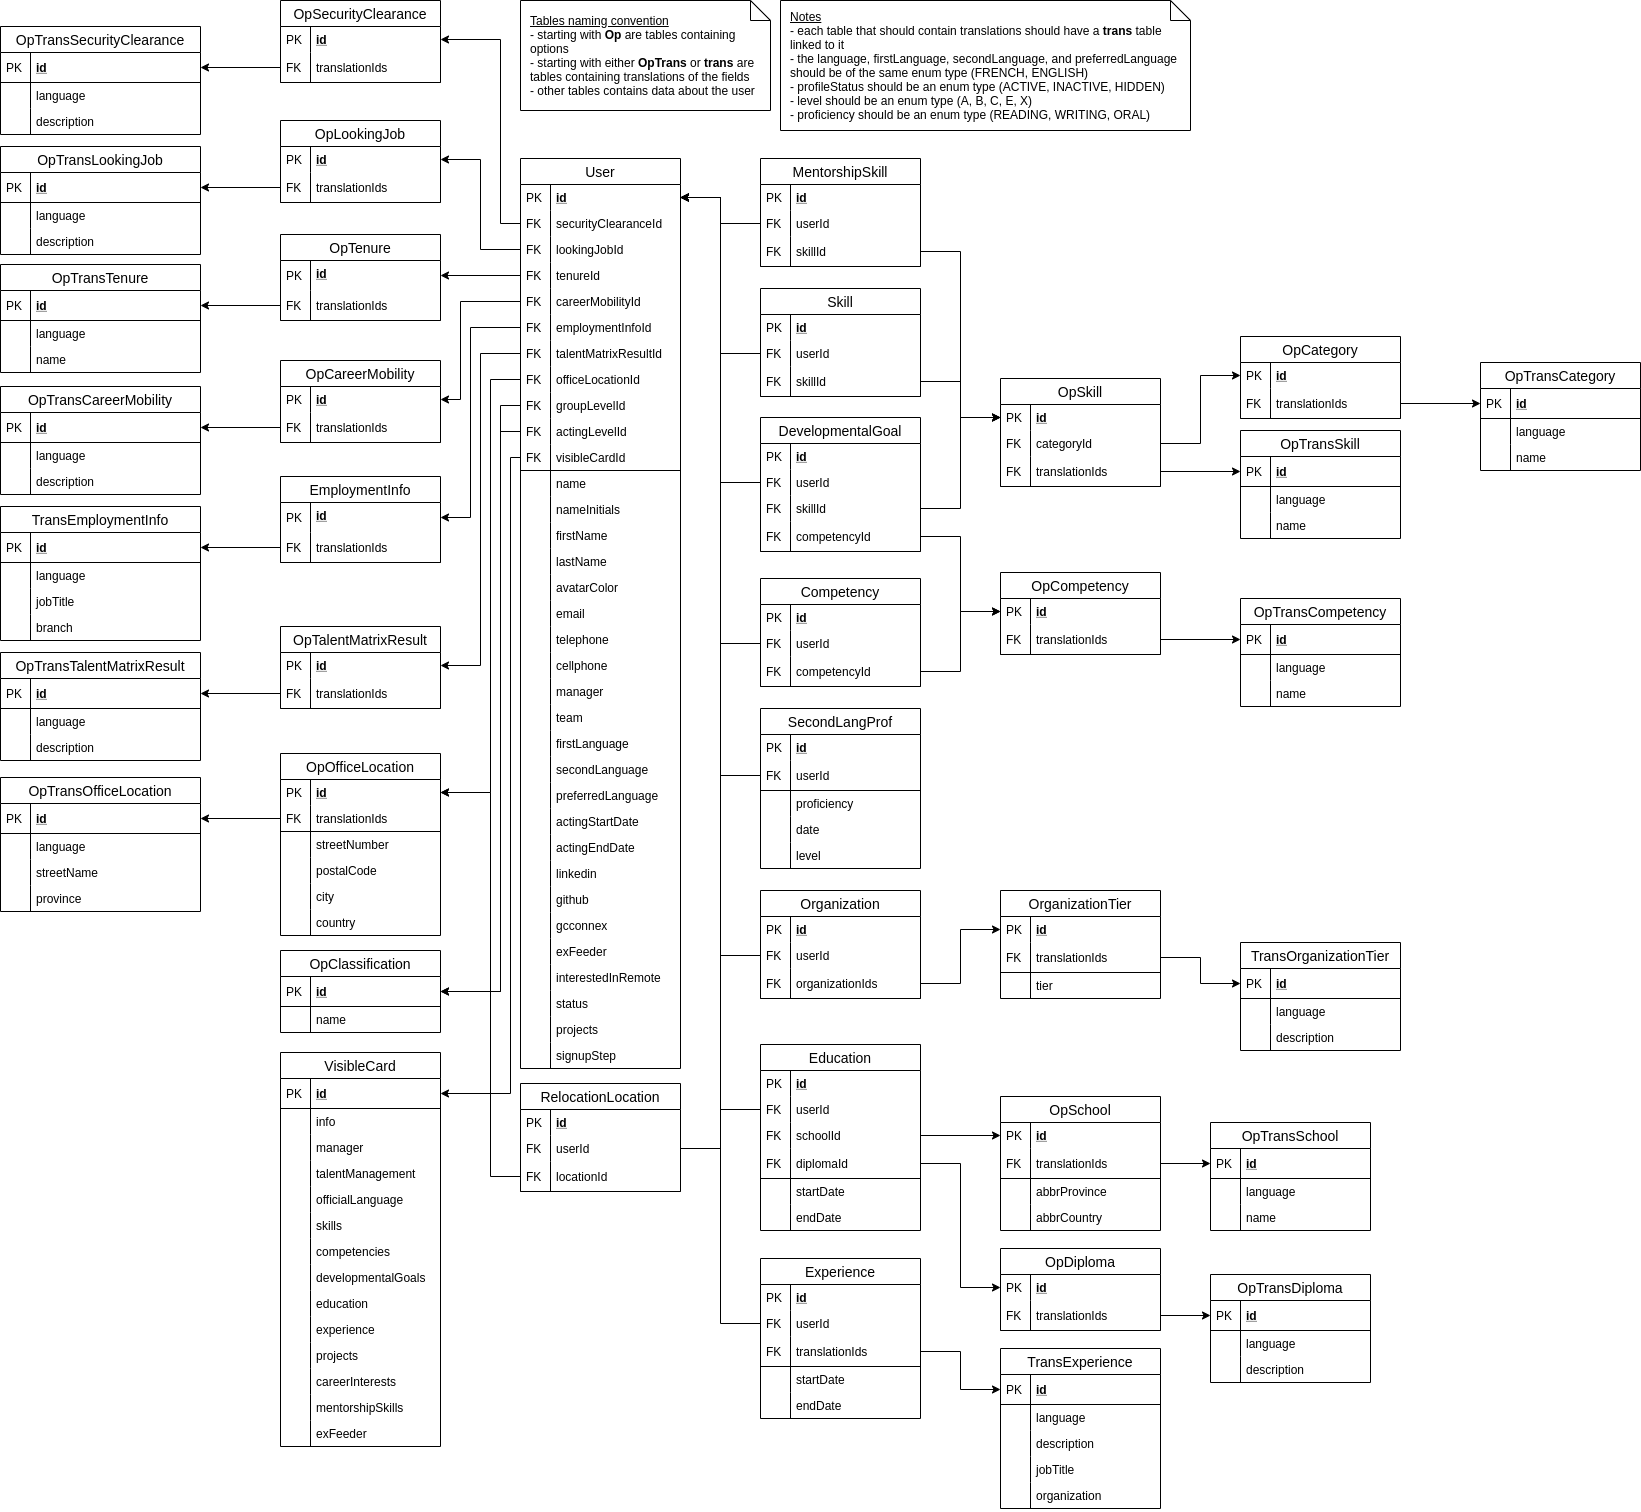 OpTransSecurityClearance
PK id
language
description
OpTransLookingJob
PK id
language
description
OpTransTenure
PK id
language
name
OpTransCareerMobility
PK id
language
description
TransEmploymentInfo
PK id
language
jobTitle
branch
OpTransTalentMatrixResult
PK id
language
description
OpTransOfficeLocation
PK id
language
streetName
province
OpSecurityClearance
PK id
FK translationIds
OpLookingJob
PK id
FK translationIds
OpTenure
PK id
FK translationIds
OpCareerMobility
PK id
FK translationIds
EmploymentInfo
PK id
FK translationIds
OpTalentMatrixResult
PK id
FK translationIds
OpOfficeLocation
PK id
FK translationIds
streetNumber
postalCode
city
country
OpClassification
PK id
name
VisibleCard
PK id
info
manager
talentManagement
officialLanguage
skills
competencies
developmentalGoals
education
experience
projects
careerInterests
mentorshipSkills
exFeeder
Tables naming convention
- starting with Op are tables containing
options
- starting with either OpTrans or trans are
tables containing translations of the fields
- other tables contains data about the user
Notes
- each table that should contain translations should have a trans table
linked to it
- the language, firstLanguage, secondLanguage, and preferredLanguage
should be of the same enum type (FRENCH, ENGLISH)
- profileStatus should be an enum type (ACTIVE, INACTIVE, HIDDEN)
- level should be an enum type (A, B, C, E, X)
- proficiency should be an enum type (READING, WRITING, ORAL)
User
PK id
FK securityClearanceId
FK lookingJobId
FK tenureId
FK careerMobilityId
FK employmentInfoId
FK talentMatrixResultId
FK officeLocationId
FK groupLevelId
FK actingLevelId
FK visibleCardId
name
nameInitials
firstName
lastName
avatarColor
email
telephone
cellphone
manager
team
firstLanguage
secondLanguage
preferredLanguage
actingStartDate
actingEndDate
linkedin
github
gcconnex
exFeeder
interestedInRemote
status
projects
signupStep
RelocationLocation
PK id
FK userId
FK locationId
MentorshipSkill
PK id
FK userId
FK skillId
Skill
PK id
FK userId
FK skillId
DevelopmentalGoal
PK id
FK userId
FK skillId
FK competencyId
Competency
PK id
FK userId
FK competencyId
SecondLangProf
PK id
FK userId
proficiency
date
level
Organization
PK id
FK userId
FK organizationIds
Education
PK id
FK userId
FK schoolId
FK diplomaId
startDate
endDate
Experience
PK id
FK userId
FK translationIds
startDate
endDate
OpSkill
PK id
FK categoryId
FK translationIds
OpCompetency
PK id
FK translationIds
OrganizationTier
PK id
FK translationIds
tier
OpSchool
PK id
FK translationIds
abbrProvince
abbrCountry
OpDiploma
PK id
FK translationIds
TransExperience
PK id
language
description
jobTitle
organization
OpCategory
PK id
FK translationIds
OpTransSkill
PK id
language
name
OpTransCompetency
PK id
language
name
TransOrganizationTier
PK id
language
description
OpTransSchool
PK id
language
name
OpTransDiploma
PK id
language
description
OpTransCategory
PK id
language
name